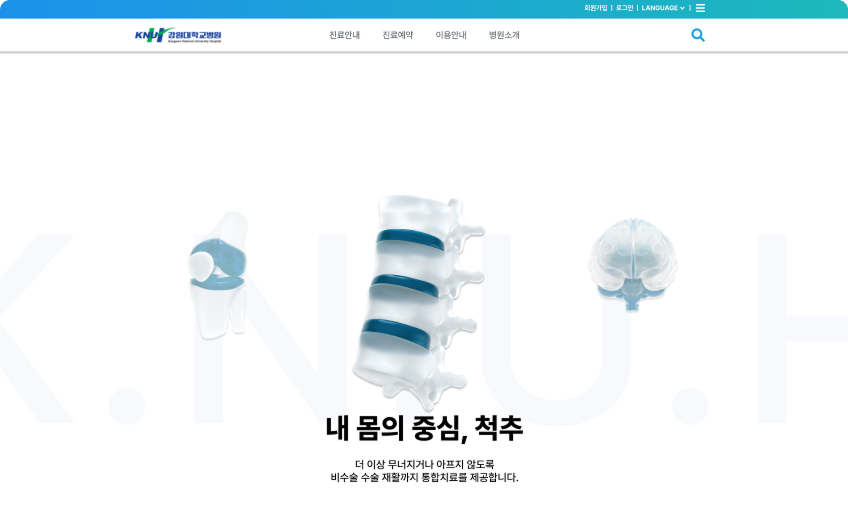 회원가입 | 로그인 | LANGUAGE |
KNUH 강원대학교병원
Kangwon National University Hospital
진료안내 진료예약 이용안내 병원소개
K.N.U.H
내 몸의 중심, 척추
더 이상 무너지거나 아프지 않도록
비수술 수술 재활까지 통합치료를 제공합니다.